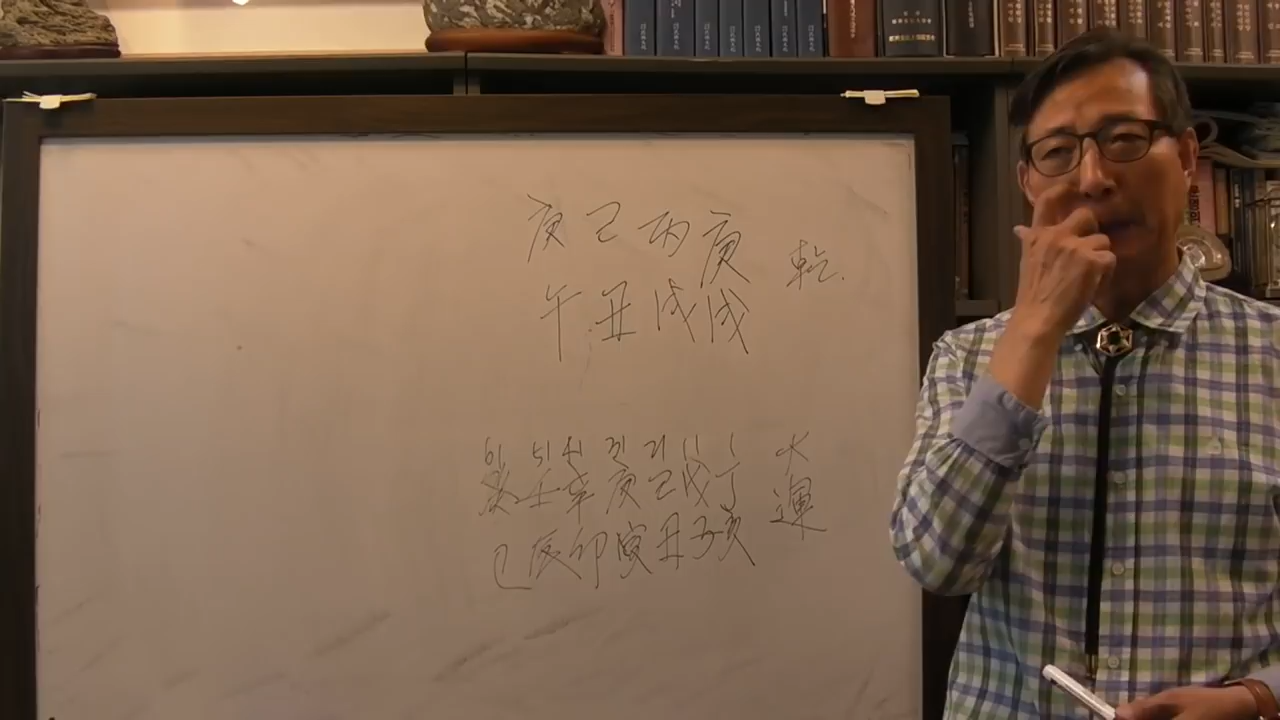 庚己丙庚 乾
午丑戌戌
61 51 41 31 21 11 1 大
癸壬辛庚己戊丁 運
巳辰卯寅丑子亥